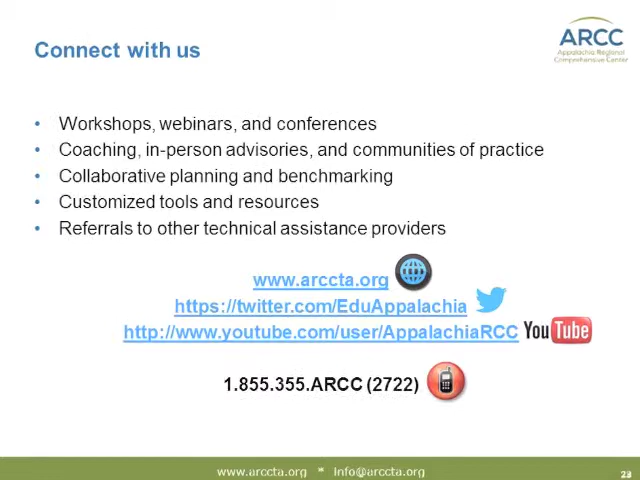 Connect with us
ARCC
Appalachia Regional
Comprehensive Center
• Workshops, webinars, and conferences
• Coaching, in-person advisories, and communities of practice
• Collaborative planning and benchmarking
• Customized tools and resources
• Referrals to other technical assistance providers
www.arccta.org
https://twitter.com/EduAppalachia
http://www.youtube.com/user/AppalachiaRCC YouTube
1.855.355.ARCC (2722)
www.arccta.org * Info@arccta.org